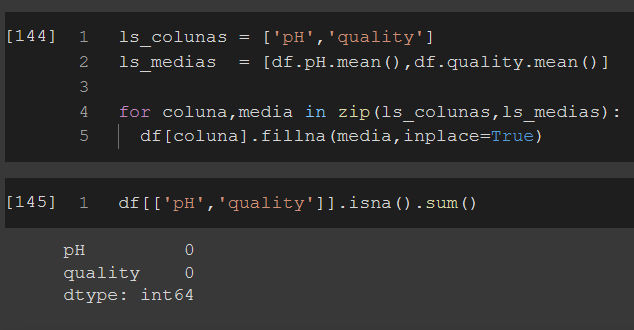 [144] 1 ls_colunas = ['pH','quality']
2 ls_medias  = [df.pH.mean(),df.quality.mean()]
3
4 for coluna,media in zip(ls_colunas,ls_medias):
5   df[coluna].fillna(media,inplace=True)
[145] 1 df[['pH','quality']].isna().sum()
pH         0
quality    0
dtype: int64